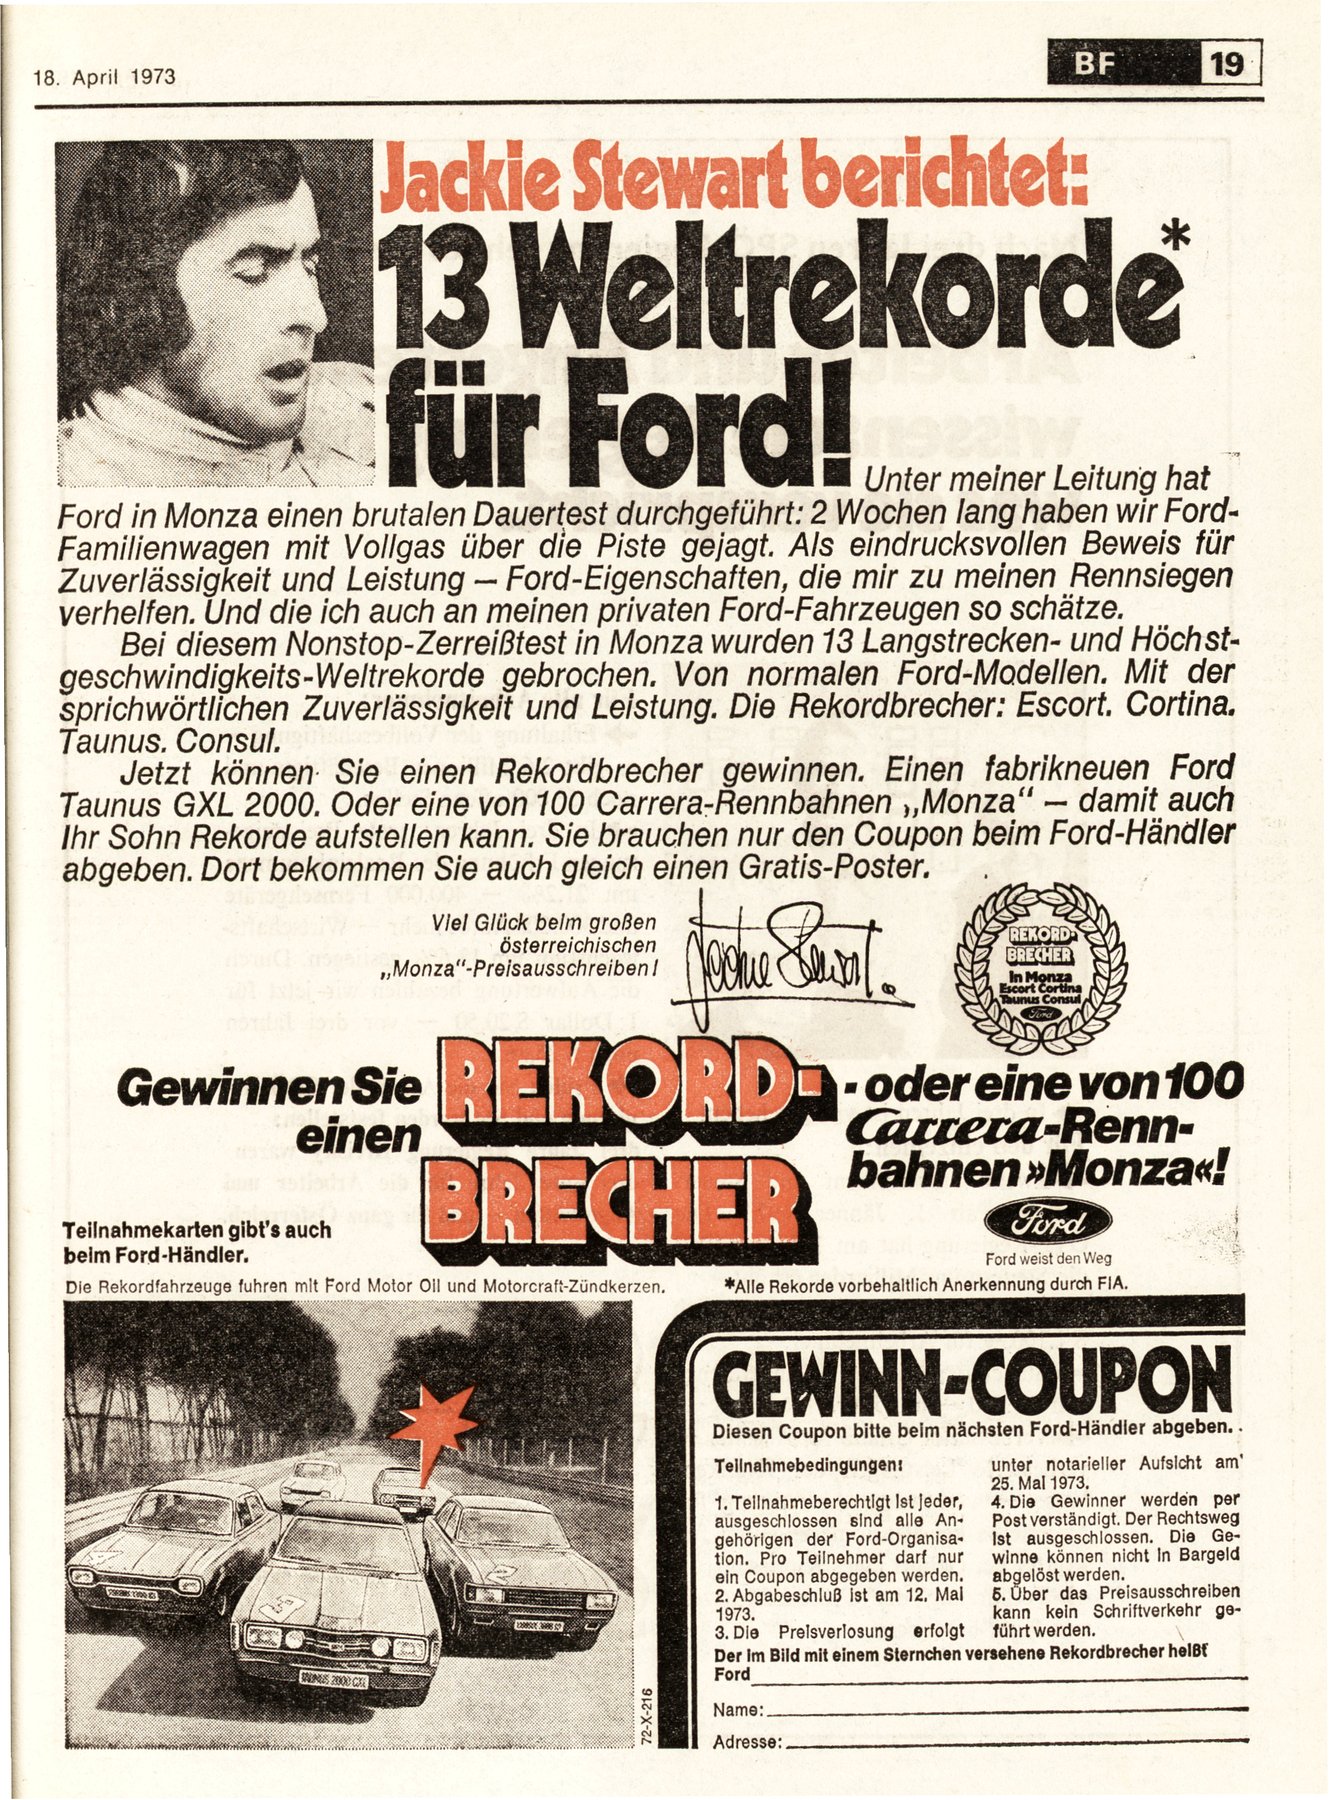 18. April 1973
BF 19
Jackie Stewart berichtet:
13 Weltrekorde*
für Ford!
Unter meiner Leitung hat
Ford in Monza einen brutalen Dauertest durchgeführt: 2 Wochen lang haben wir Ford-
Familienwagen mit Vollgas über die Piste gejagt. Als eindrucksvollen Beweis für
Zuverlässigkeit und Leistung – Ford-Eigenschaften, die mir zu meinen Rennsiegen
verhelfen. Und die ich auch an meinen privaten Ford-Fahrzeugen so schätze.
Bei diesem Nonstop-Zerreißtest in Monza wurden 13 Langstrecken- und Höchst-
geschwindigkeits-Weltrekorde gebrochen. Von normalen Ford-Modellen. Mit der
sprichwörtlichen Zuverlässigkeit und Leistung. Die Rekordbrecher: Escort. Cortina.
Taunus. Consul.
Jetzt können Sie einen Rekordbrecher gewinnen. Einen fabrikneuen Ford
Taunus GXL 2000. Oder eine von 100 Carrera-Rennbahnen „Monza“ – damit auch
Ihr Sohn Rekorde aufstellen kann. Sie brauchen nur den Coupon beim Ford-Händler
abgeben. Dort bekommen Sie auch gleich einen Gratis-Poster.
Viel Glück beim großen
österreichischen
„Monza“-Preisausschreiben!
Jackie Stewart.
REKORD-
BRECHER
In Monza
Escort Cortina
Taunus Consul
Ford
Gewinnen Sie
einen
REKORD-
BRECHER
- oder eine von 100
Carrera-Renn-
bahnen »Monza«!
Ford
Ford weist den Weg
Teilnahmekarten gibt's auch
beim Ford-Händler.
Die Rekordfahrzeuge fuhren mit Ford Motor Oil und Motorcraft-Zündkerzen.
*Alle Rekorde vorbehaltlich Anerkennung durch FIA.
2
TAUNUS 2000 GXL
72-X-216
GEWINN-COUPON
Diesen Coupon bitte beim nächsten Ford-Händler abgeben.
Teilnahmebedingungen:
1. Teilnahmeberechtigt ist jeder,
ausgeschlossen sind alle An-
gehörigen der Ford-Organisa-
tion. Pro Teilnehmer darf nur
ein Coupon abgegeben werden.
2. Abgabeschluß ist am 12. Mai
1973.
3. Die Preisverlosung erfolgt
unter notarieller Aufsicht am
25. Mai 1973.
4. Die Gewinner werden per
Post verständigt. Der Rechtsweg
ist ausgeschlossen. Die Ge-
winne können nicht in Bargeld
abgelöst werden.
5. Über das Preisausschreiben
kann kein Schriftverkehr ge-
führt werden.
Der im Bild mit einem Sternchen versehene Rekordbrecher heißt
Ford
Name:
Adresse: